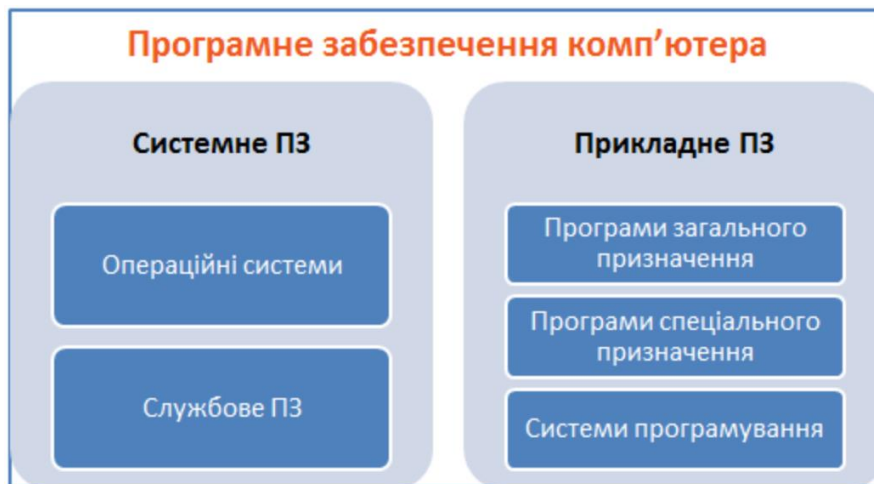 Програмне забезпечення комп’ютера
Системне ПЗ
Операційні системи
Службове ПЗ
Прикладне ПЗ
Програми загального
призначення
Програми спеціального
призначення
Системи програмування